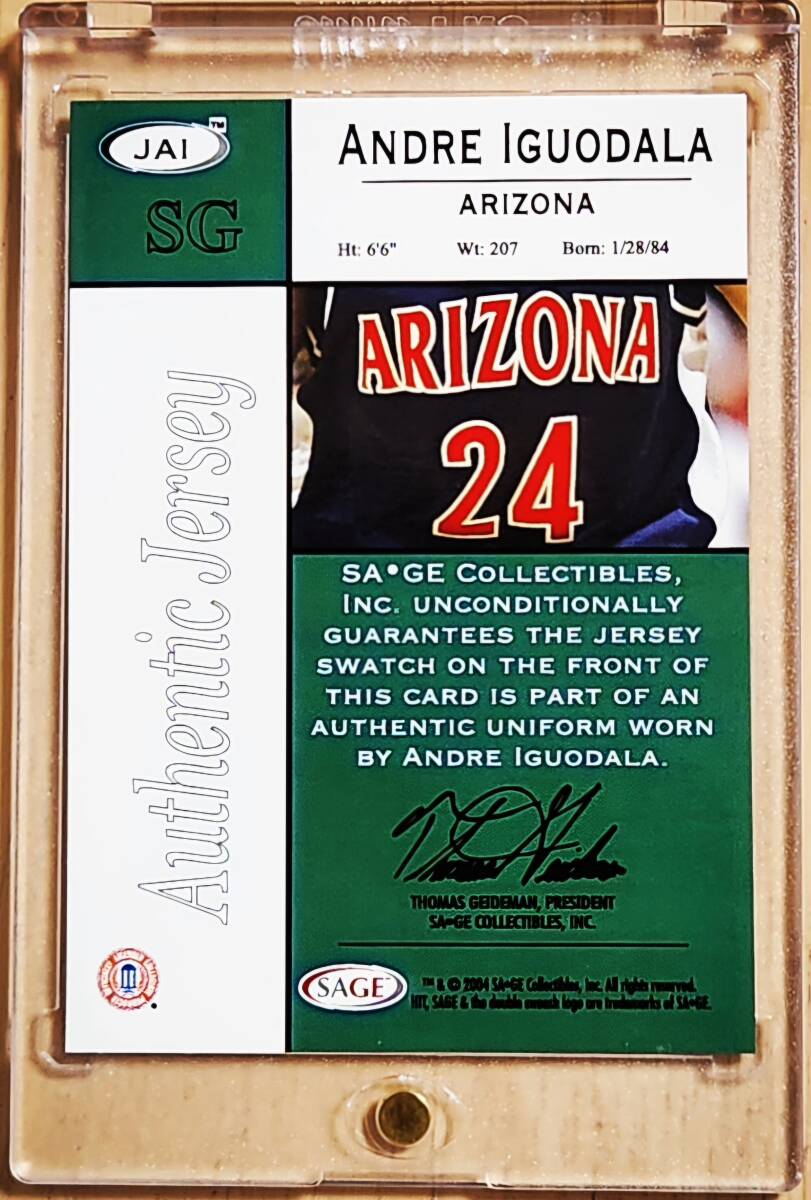 JAI™
SG
ANDRE IGUODALA
ARIZONA
Ht: 6'6" Wt: 207 Born: 1/28/84
ARIZONA
24
Authentic Jersey
SA•GE COLLECTIBLES,
INC. UNCONDITIONALLY
GUARANTEES THE JERSEY
SWATCH ON THE FRONT OF
THIS CARD IS PART OF AN
AUTHENTIC UNIFORM WORN
BY ANDRE IGUODALA.
THOMAS GEIDEMAN, PRESIDENT
SA•GE COLLECTIBLES, INC.
SAGE
™ & © 2004 SA•GE Collectibles, Inc. All rights reserved.
HIT, SAGE & the double swoosh logo are trademarks of SA•GE.